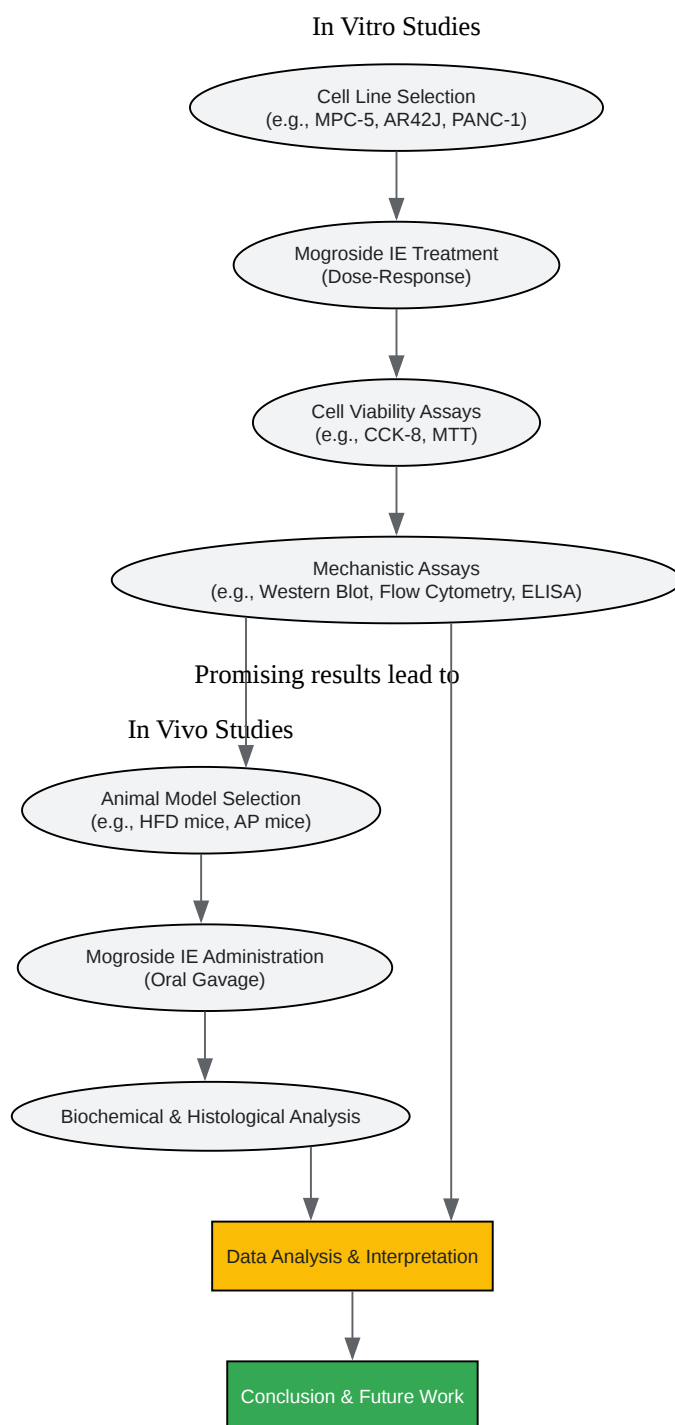 In Vitro Studies
Cell Line Selection
(e.g., MPC-5, AR42J, PANC-1)
Mogroside IE Treatment
(Dose-Response)
Cell Viability Assays
(e.g., CCK-8, MTT)
Mechanistic Assays
(e.g., Western Blot, Flow Cytometry, ELISA)
Promising results lead to
In Vivo Studies
Animal Model Selection
(e.g., HFD mice, AP mice)
Mogroside IE Administration
(Oral Gavage)
Biochemical & Histological Analysis
Data Analysis & Interpretation
Conclusion & Future Work